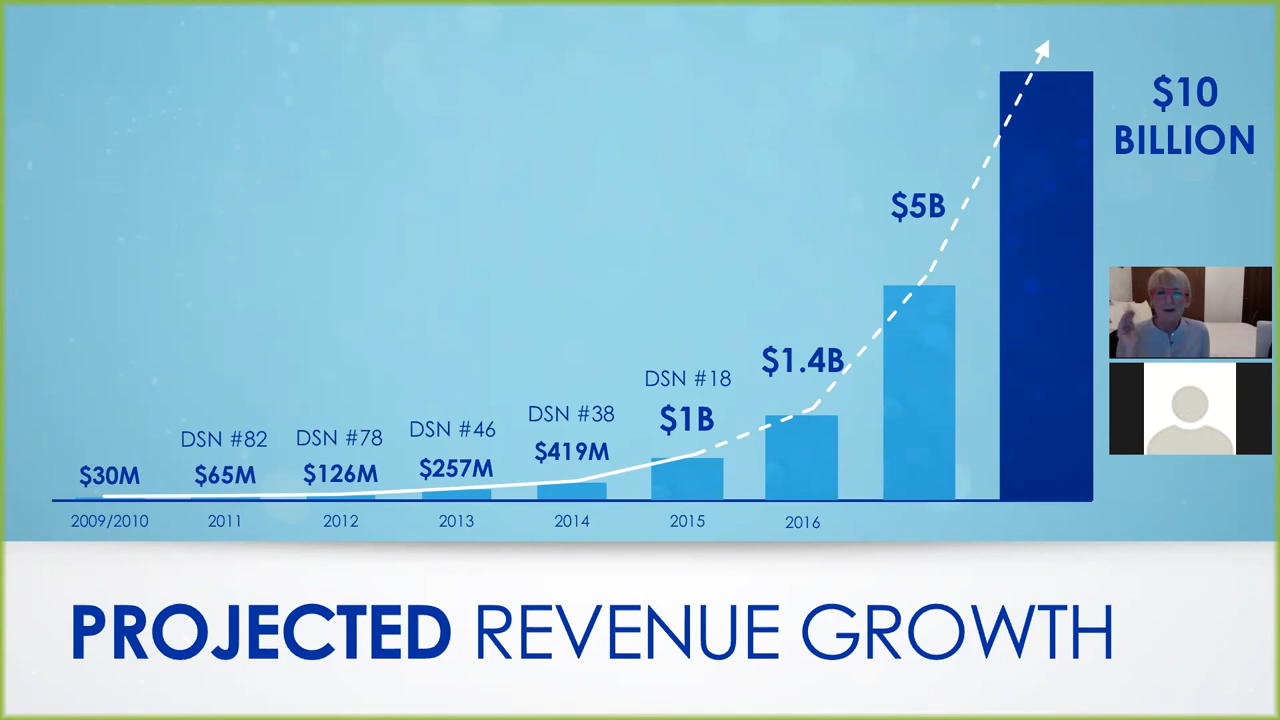 $10
BILLION
$5B
$1.4B
DSN #18
$1B
DSN #38
$419M
DSN #46
$257M
DSN #78
$126M
DSN #82
$65M
$30M
2009/2010 2011 2012 2013 2014 2015 2016
PROJECTED REVENUE GROWTH